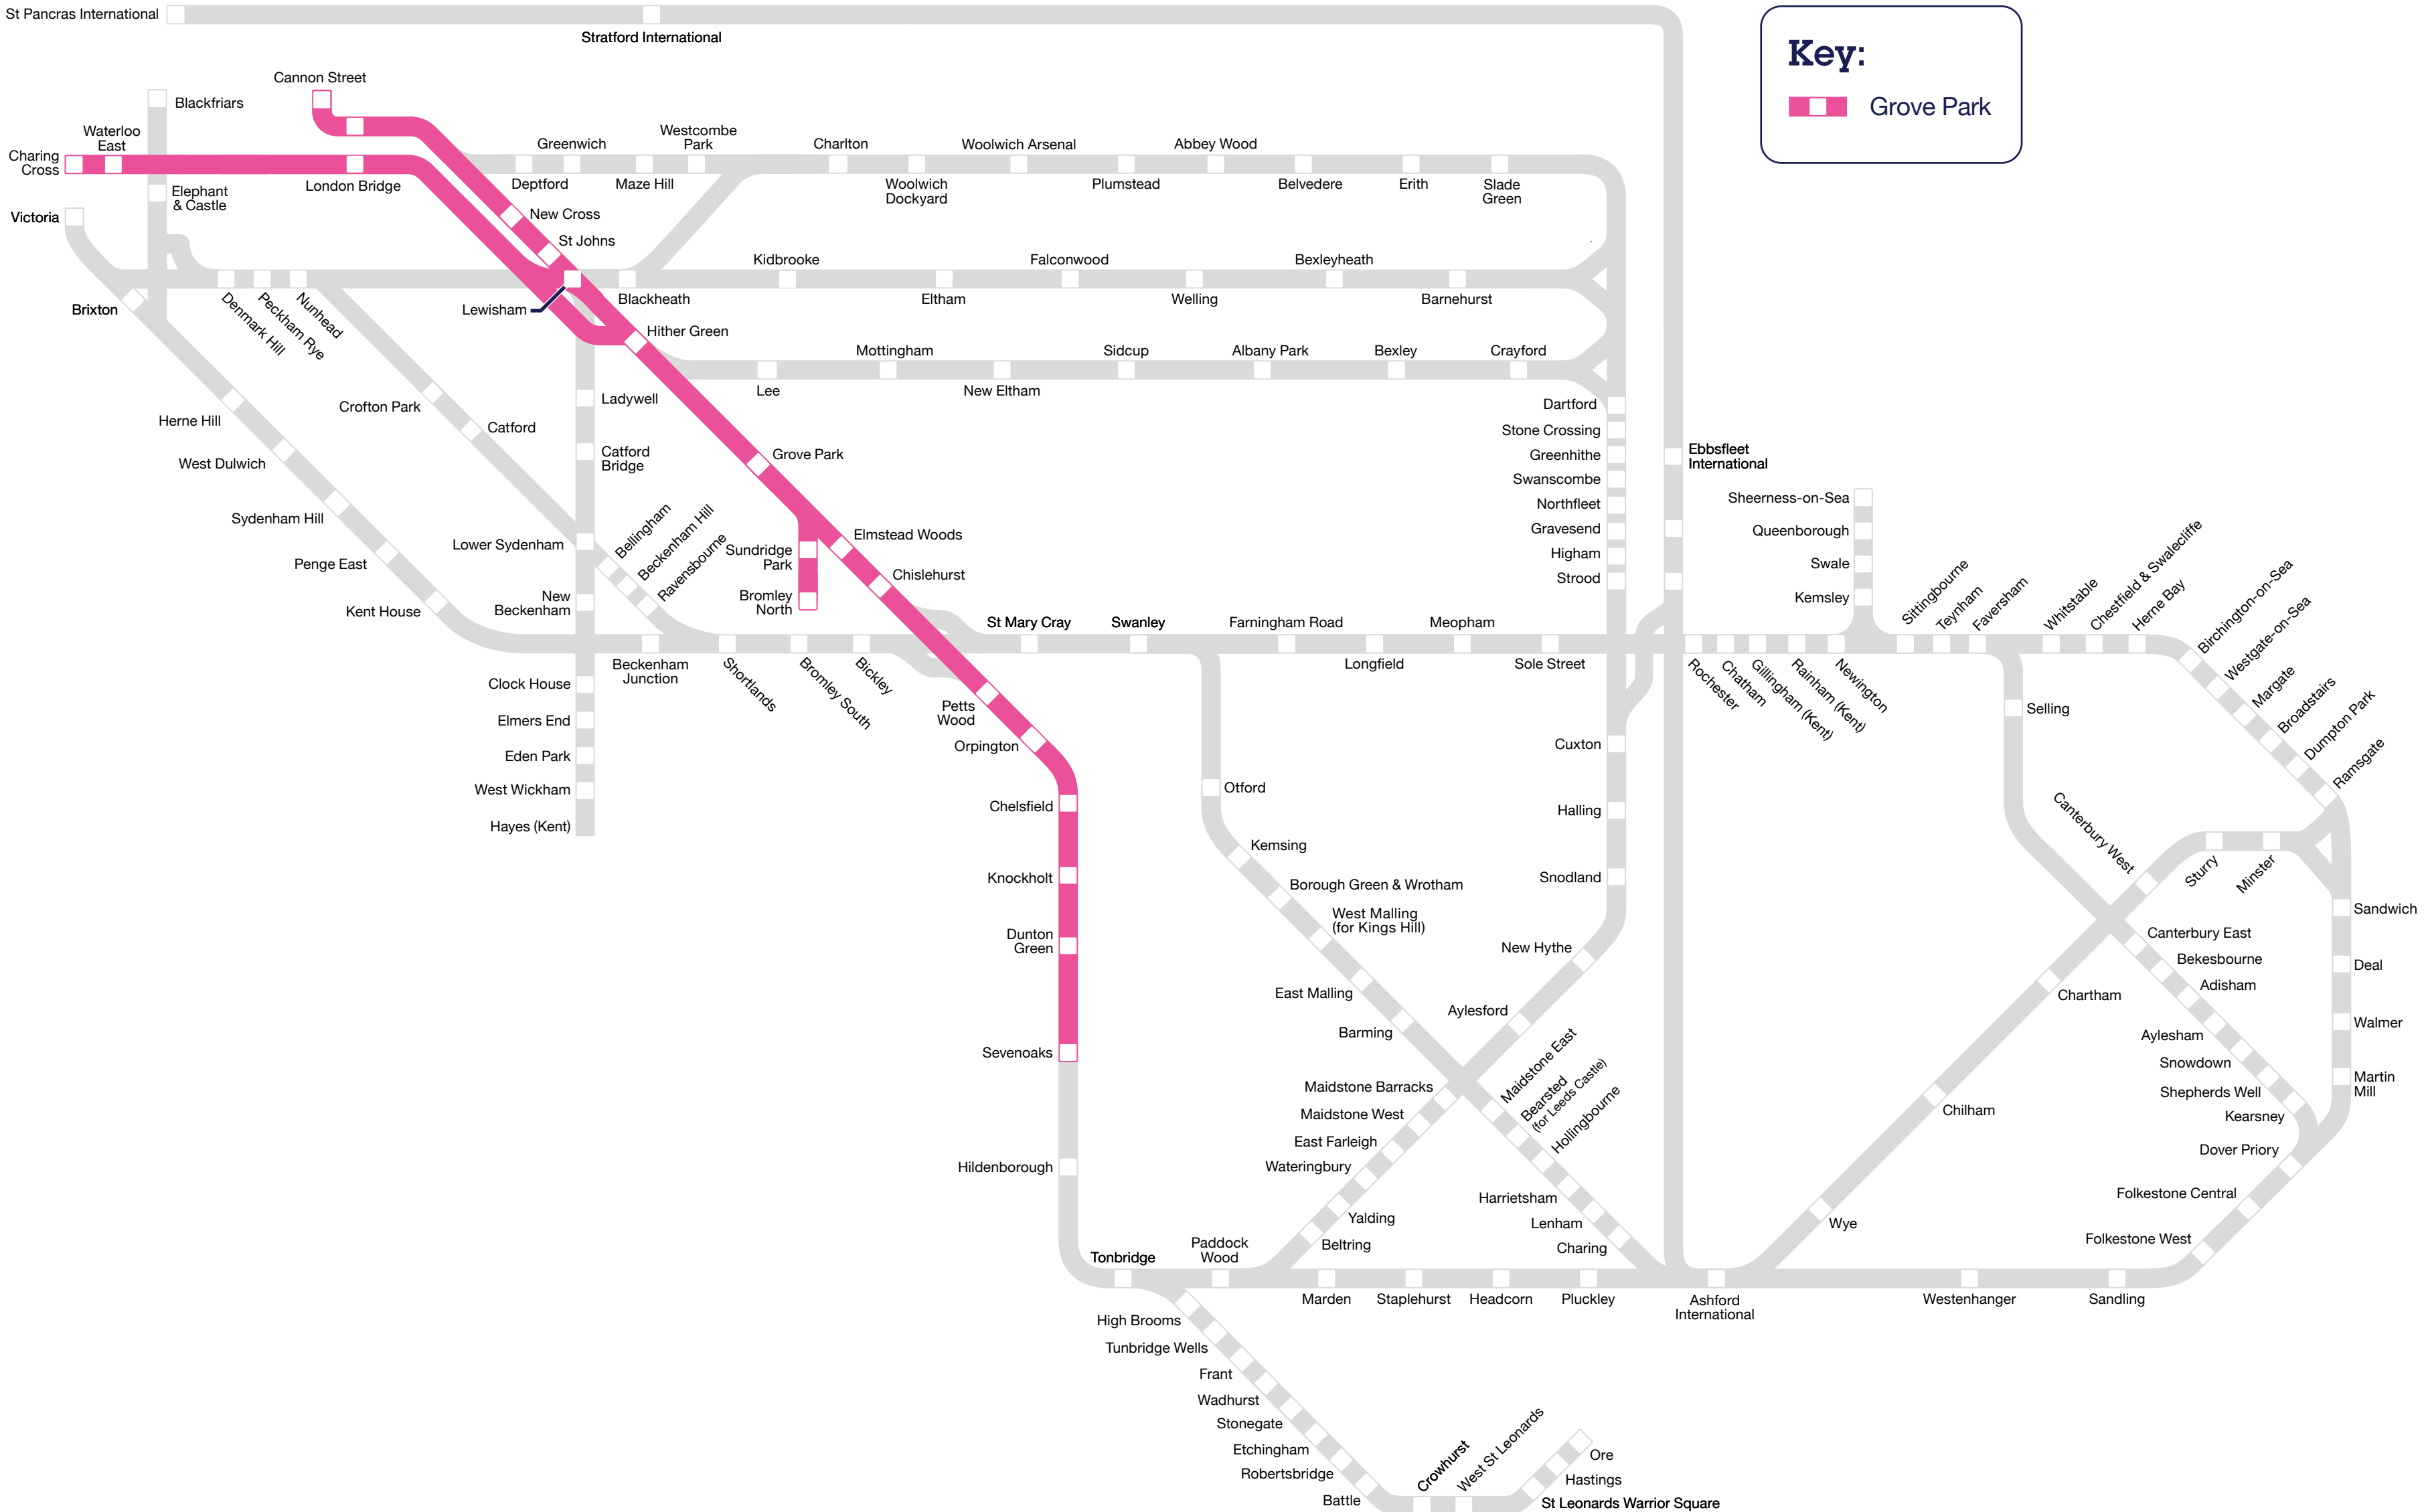 St Pancras International
Stratford International
Key:
Grove Park
Cannon Street
Blackfriars
Waterloo
East
Charing
Cross
London Bridge
Elephant
& Castle
Victoria
Greenwich
Westcombe
Park
Charlton
Woolwich Arsenal
Abbey Wood
Deptford
Maze Hill
Woolwich
Dockyard
Plumstead
Belvedere
Erith
Slade
Green
New Cross
St Johns
Kidbrooke
Falconwood
Bexleyheath
Brixton
Denmark Hill
Peckham Rye
Nunhead
Lewisham
Blackheath
Eltham
Welling
Barnehurst
Hither Green
Mottingham
Sidcup
Albany Park
Bexley
Crayford
Lee
New Eltham
Herne Hill
Crofton Park
Ladywell
Catford
Catford
Bridge
West Dulwich
Grove Park
Sydenham Hill
Lower Sydenham
Bellingham
Beckenham Hill
Ravensbourne
Penge East
Kent House
New
Beckenham
Sundridge
Park
Bromley
North
Elmstead Woods
Chislehurst
Dartford
Stone Crossing
Greenhithe
Swanscombe
Northfleet
Gravesend
Higham
Strood
Ebbsfleet
International
Sheerness-on-Sea
Queenborough
Swale
Kemsley
Sittingbourne
Teynham
Faversham
Whitstable
Chestfield & Swalecliffe
Herne Bay
Birchington-on-Sea
Westgate-on-Sea
Margate
Broadstairs
Dumpton Park
Ramsgate
St Mary Cray
Swanley
Farningham Road
Meopham
Longfield
Sole Street
Beckenham
Junction
Shortlands
Bromley South
Bickley
Rochester
Chatham
Gillingham (Kent)
Rainham (Kent)
Newington
Selling
Clock House
Elmers End
Eden Park
West Wickham
Hayes (Kent)
Petts
Wood
Orpington
Chelsfield
Knockholt
Dunton
Green
Sevenoaks
Hildenborough
Otford
Kemsing
Borough Green & Wrotham
West Malling
(for Kings Hill)
East Malling
Barming
Cuxton
Halling
Snodland
New Hythe
Aylesford
Maidstone East
Bearsted
(for Leeds Castle)
Hollingbourne
Maidstone Barracks
Maidstone West
East Farleigh
Wateringbury
Yalding
Beltring
Harrietsham
Lenham
Charing
Canterbury West
Sturry
Minster
Sandwich
Canterbury East
Bekesbourne
Adisham
Deal
Chartham
Walmer
Aylesham
Snowdown
Shepherds Well
Kearsney
Martin
Mill
Chilham
Dover Priory
Folkestone Central
Wye
Folkestone West
Tonbridge
Paddock
Wood
Marden
Staplehurst
Headcorn
Pluckley
Ashford
International
Westenhanger
Sandling
High Brooms
Tunbridge Wells
Frant
Wadhurst
Stonegate
Etchingham
Robertsbridge
Battle
Crowhurst
West St Leonards
Ore
Hastings
St Leonards Warrior Square